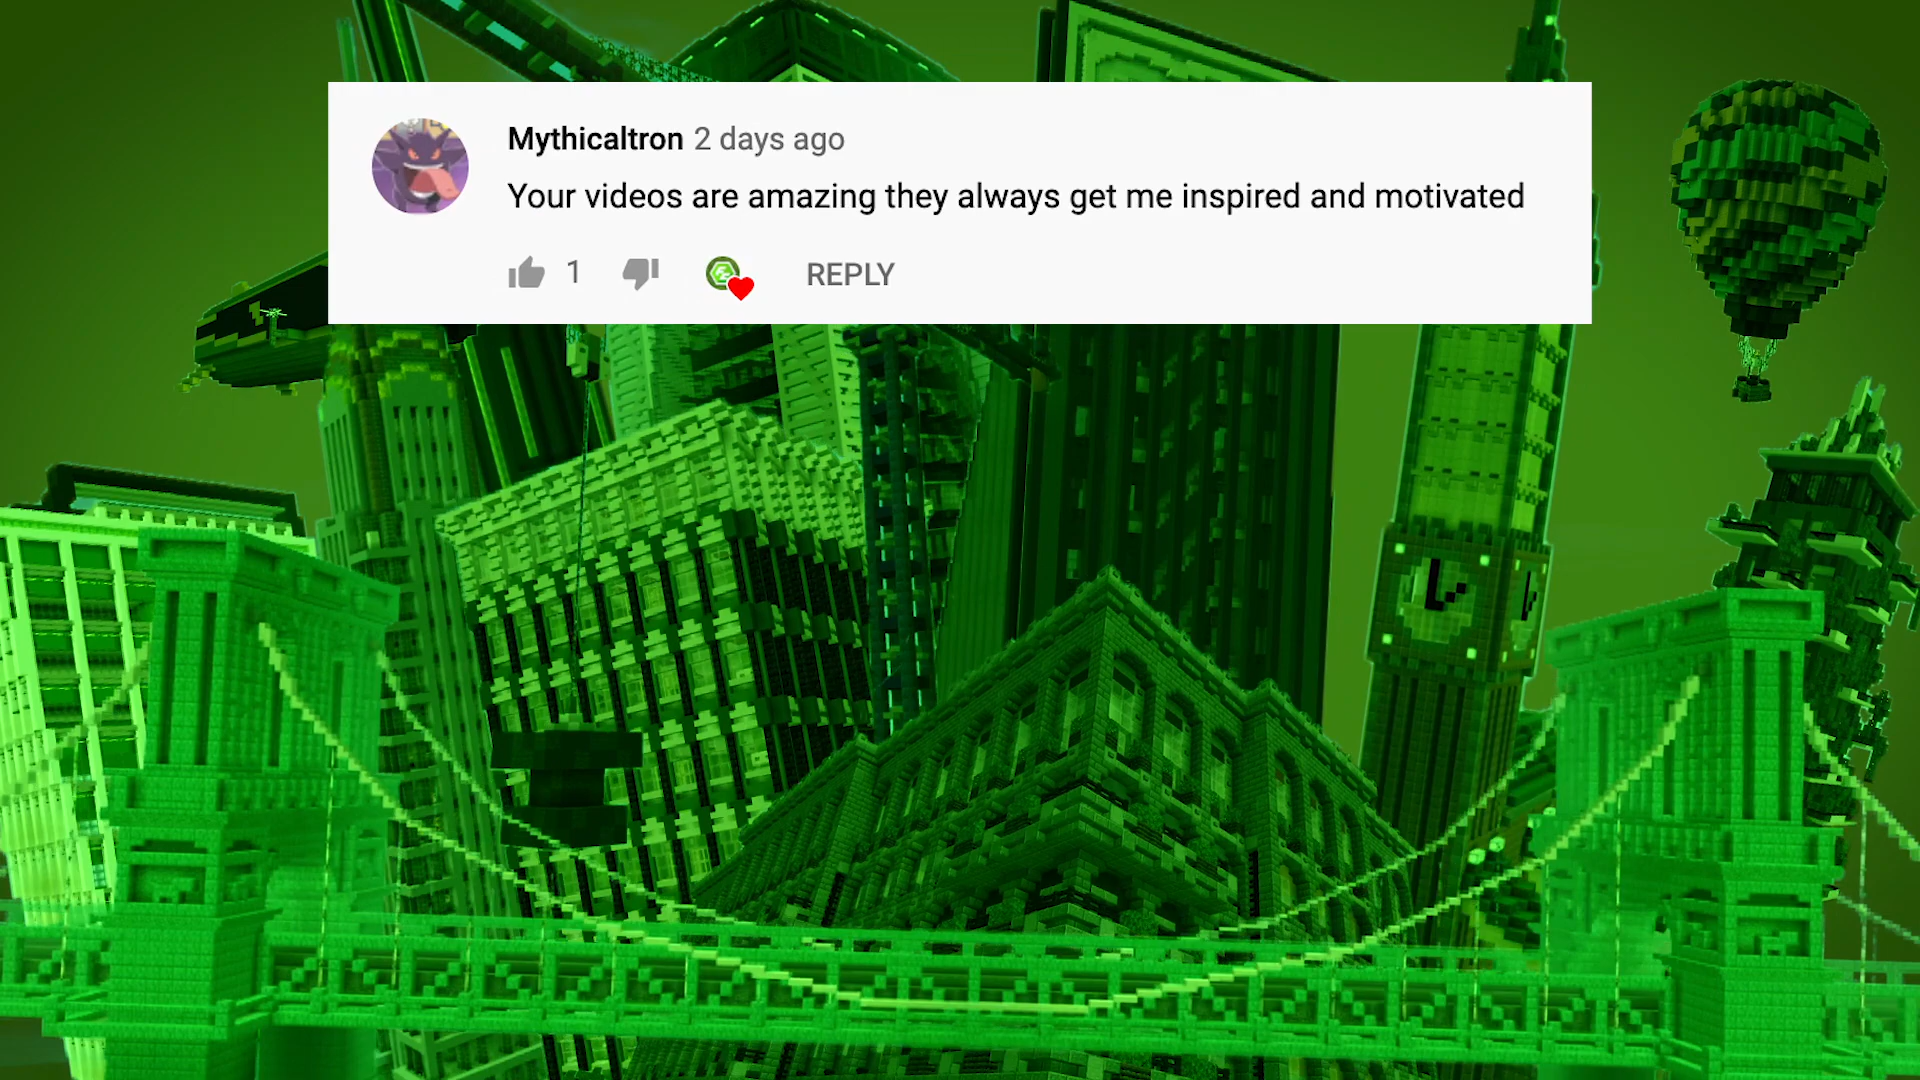 Mythicaltron 2 days ago
Your videos are amazing they always get me inspired and motivated
1
REPLY